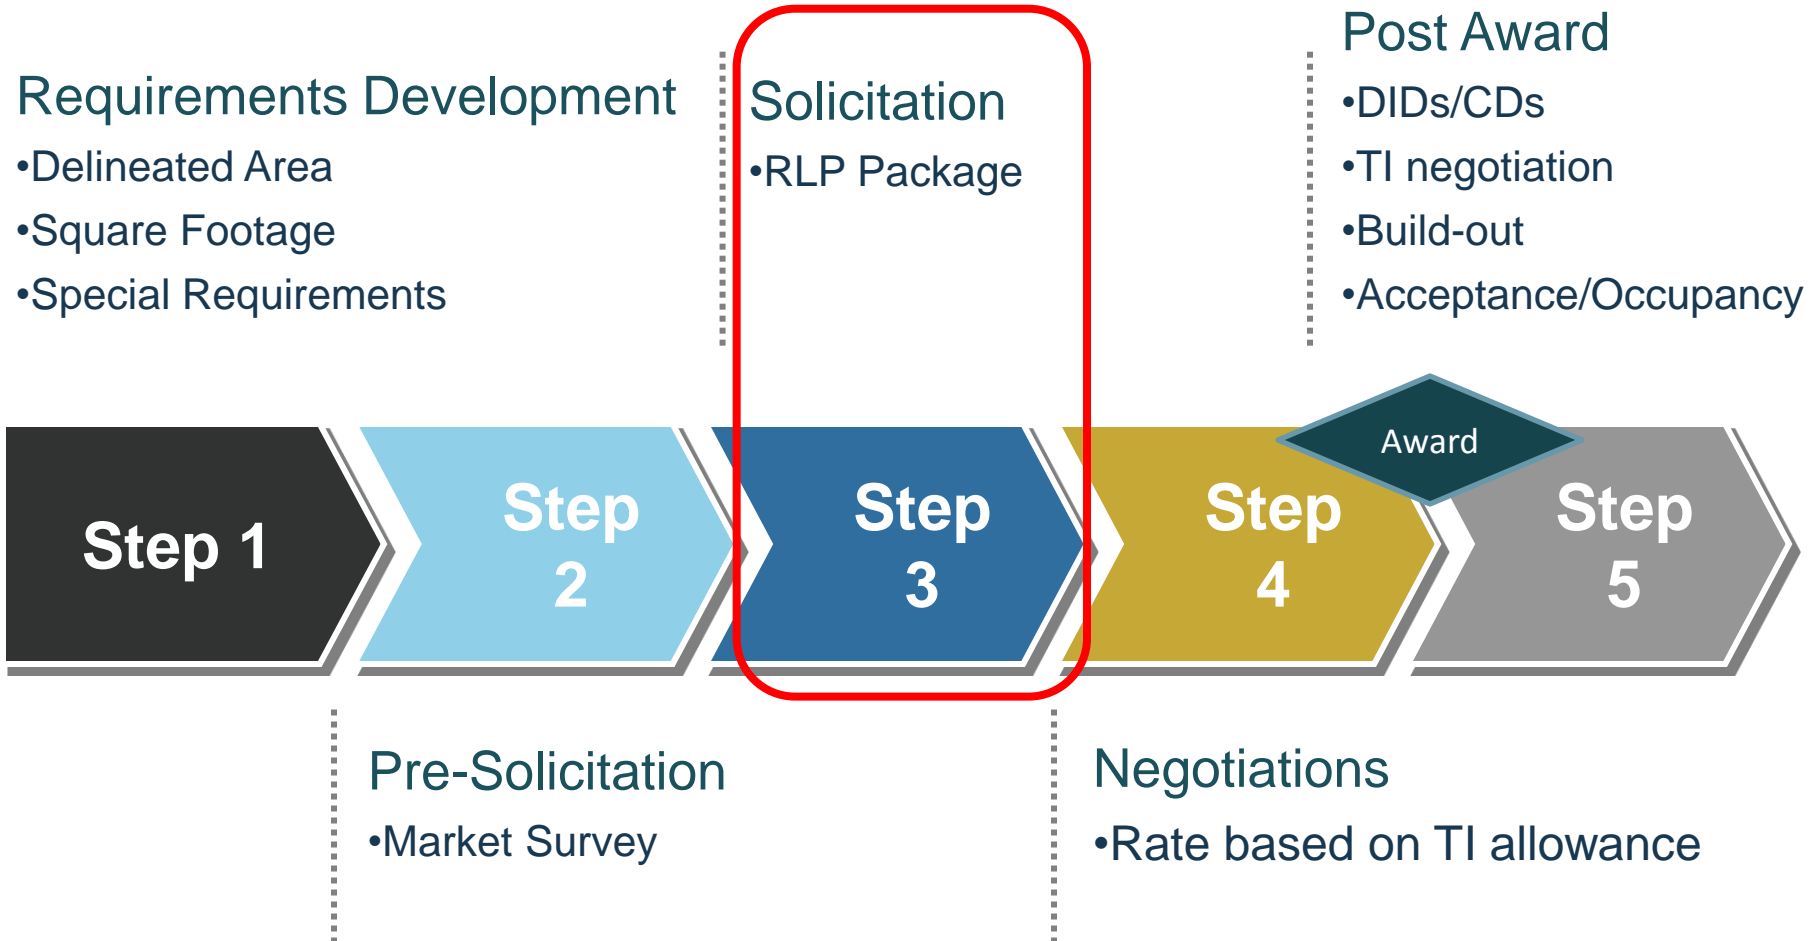 Requirements Development
•Delineated Area
•Square Footage
•Special Requirements
Solicitation
•RLP Package
Post Award
•DIDs/CDs
•TI negotiation
•Build-out
•Acceptance/Occupancy
Award
Step 1
Step
2
Step
3
Step
4
Step
5
Pre-Solicitation
•Market Survey
Negotiations
•Rate based on TI allowance